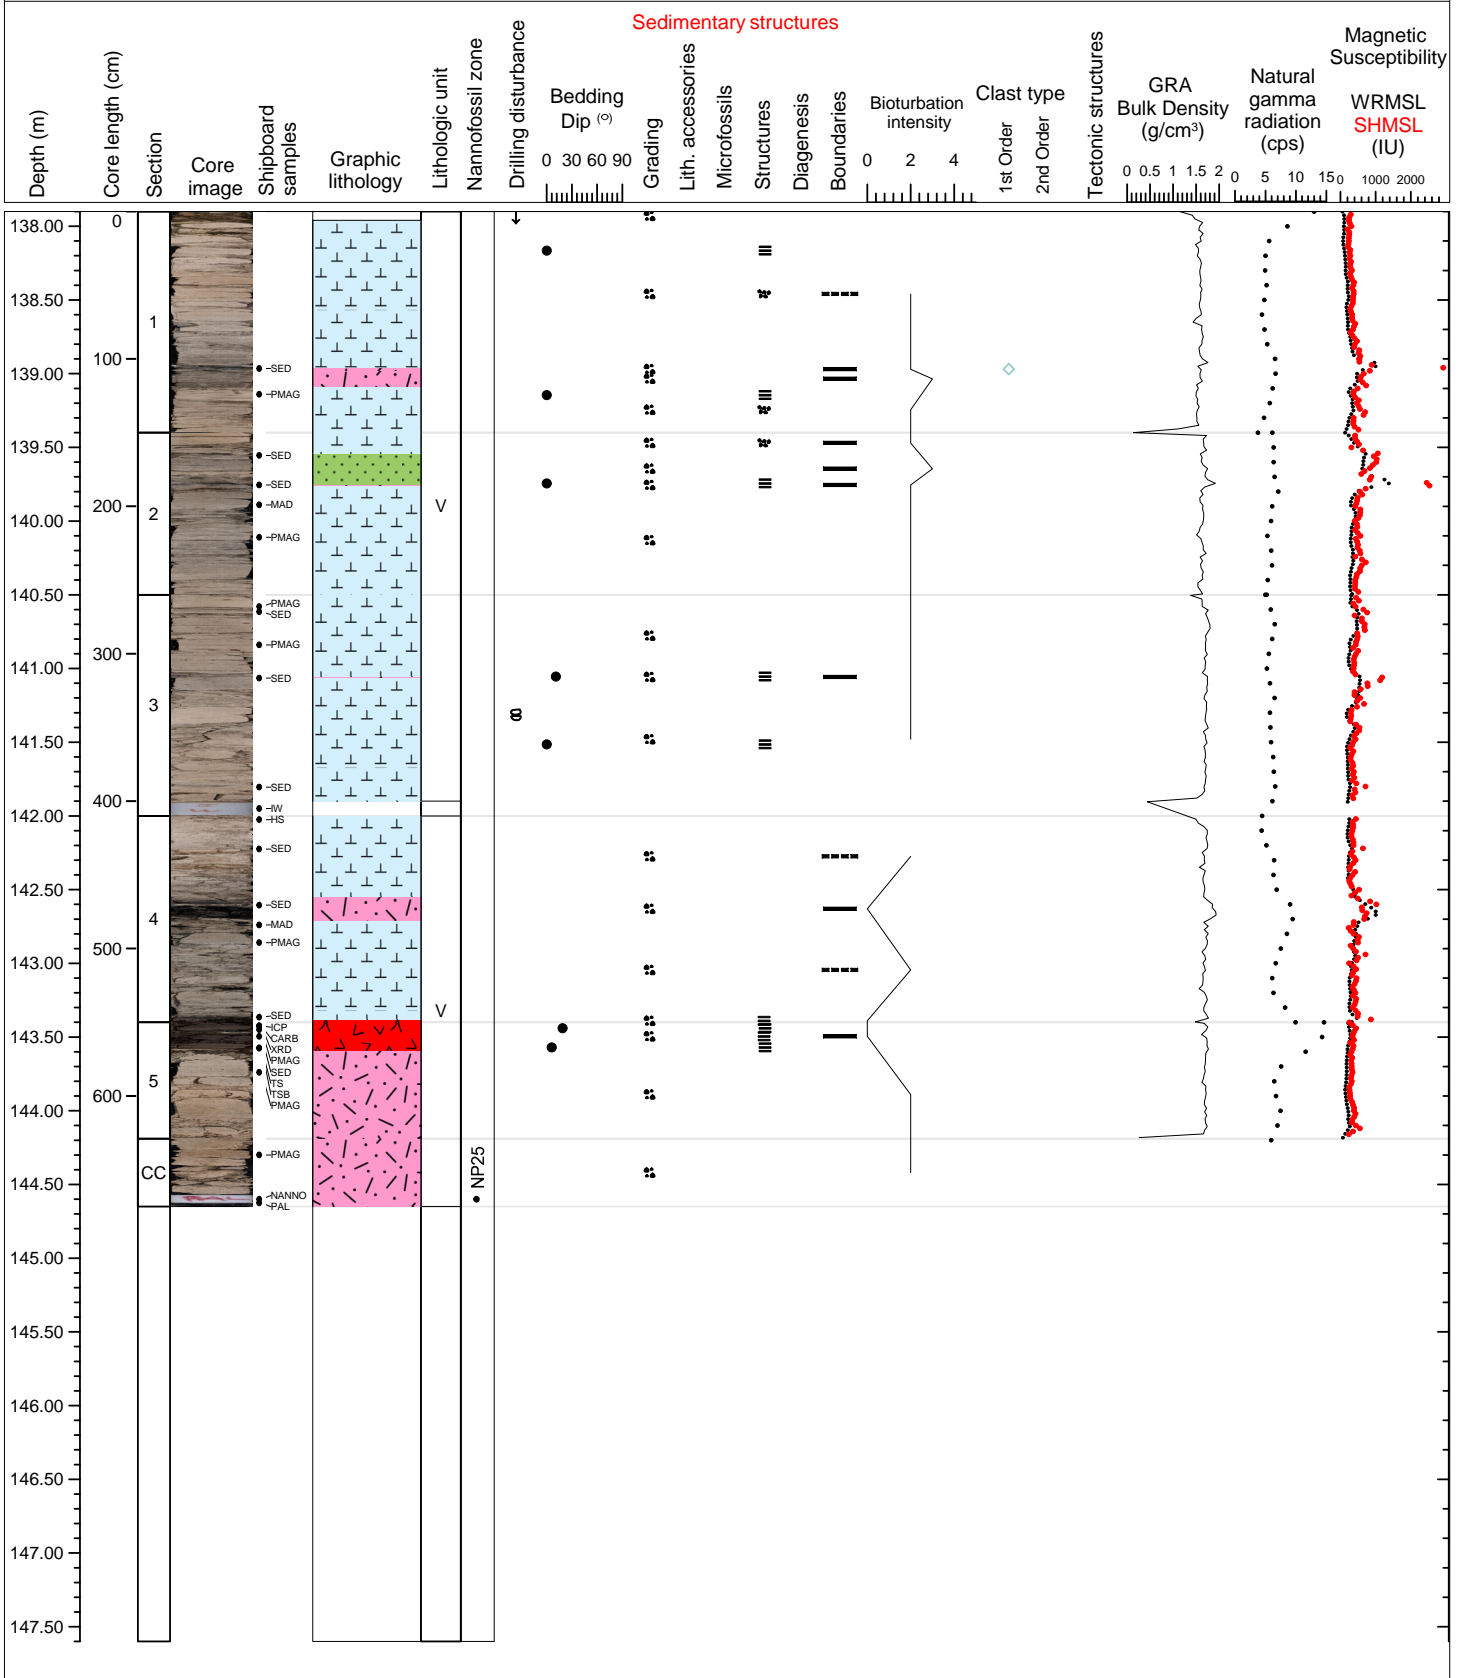 Sedimentary structures
Depth (m)
Core length (cm)
Section
Core
image
Shipboard
samples
Graphic
lithology
Lithologic unit
Nannofossil zone
Drilling disturbance
Bedding
Dip (º)
0 30 60 90
Grading
Lith. accessories
Microfossils
Structures
Diagenesis
Boundaries
Bioturbation
intensity
0 2 4
Clast type
1st Order
2nd Order
Tectonic structures
GRA
Bulk Density
(g/cm³)
0 0.5 1 1.5 2
Natural
gamma
radiation
(cps)
0 5 10 15
Magnetic
Susceptibility
WRMSL
SHMSL
(IU)
0 1000 2000
138.00
138.50
139.00
139.50
140.00
140.50
141.00
141.50
142.00
142.50
143.00
143.50
144.00
144.50
145.00
145.50
146.00
146.50
147.00
147.50
0
100
200
300
400
500
600
1
2
3
4
5
CC
SED
PMAG
SED
SED
MAD
PMAG
PMAG
SED
PMAG
SED
SED
IW
HS
SED
SED
MAD
PMAG
SED
ICP
CARB
XRD
PMAG
SED
TS
TSB
PMAG
PMAG
NANNO
PAL
V
V
NP25